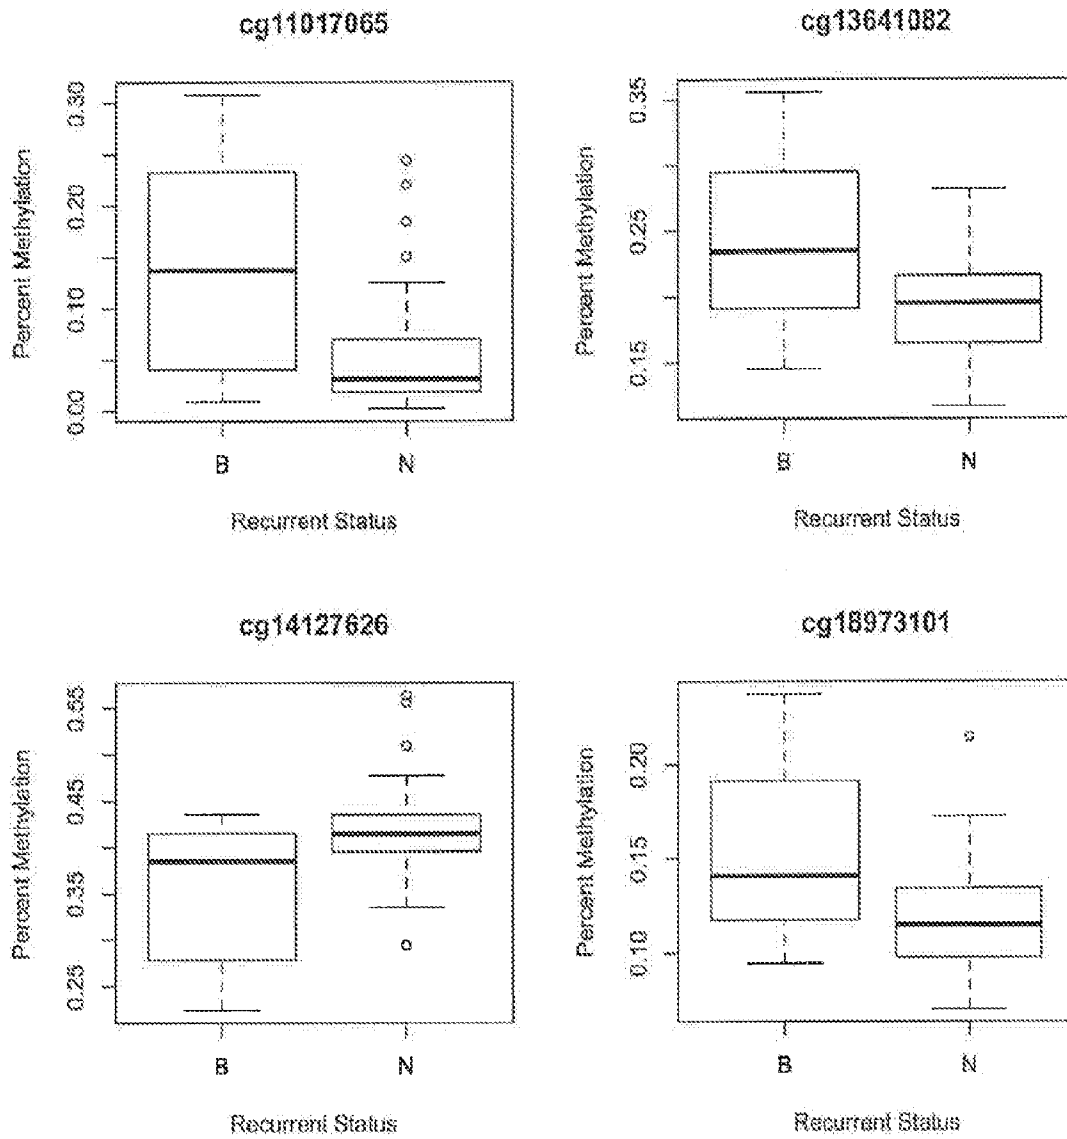 cg11017065
Percent Methylation
0.30
0.20
0.10
0.00
B N
Recurrent Status
cg13641082
Percent Methylation
0.35
0.25
0.15
B N
Recurrent Status
cg14127626
Percent Methylation
0.55
0.45
0.35
0.25
B N
Recurrent Status
cg18973101
Percent Methylation
0.20
0.15
0.10
B N
Recurrent Status